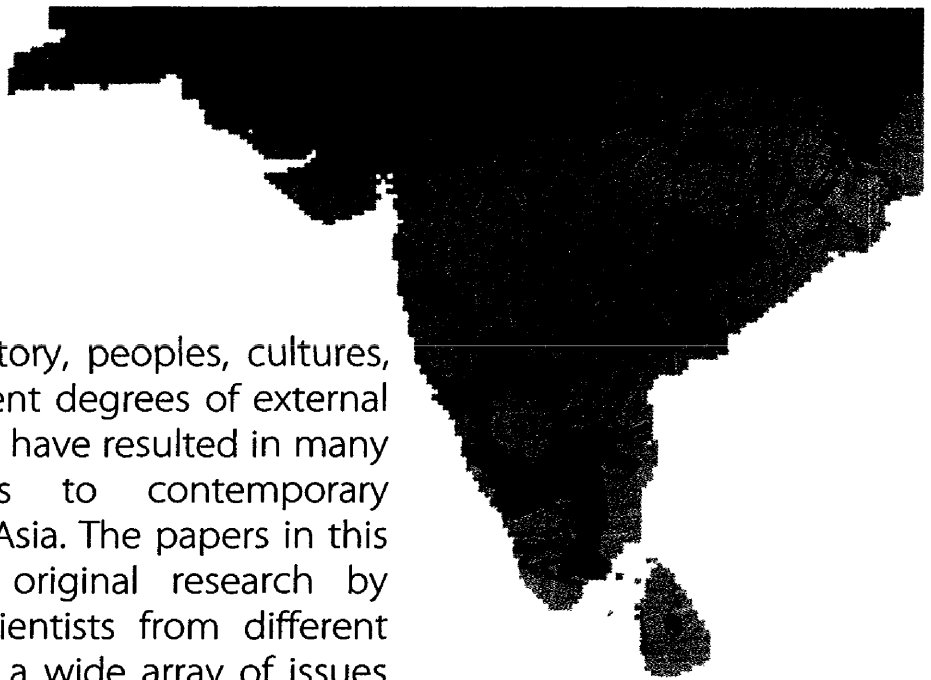 tory, peoples, cultures,
ent degrees of external
have resulted in many
s to contemporary
Asia. The papers in this
original research by
ientists from different
a wide array of issues